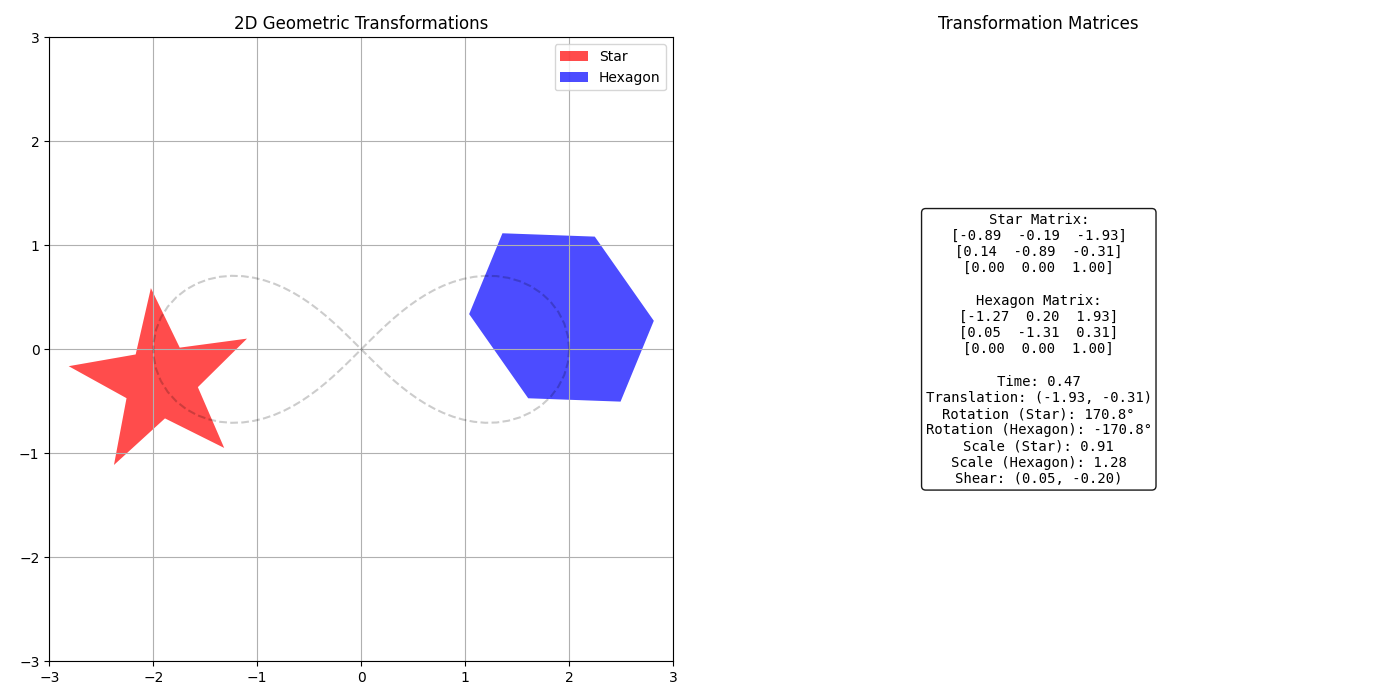 2D Geometric Transformations
Star
Hexagon
3
2
1
0
−1
−2
−3
−3
−2
−1
0
1
2
3
Transformation Matrices
Star Matrix:
[-0.89  -0.19  -1.93]
[0.14  -0.89  -0.31]
[0.00  0.00  1.00]
Hexagon Matrix:
[-1.27  0.20  1.93]
[0.05  -1.31  0.31]
[0.00  0.00  1.00]
Time: 0.47
Translation: (-1.93, -0.31)
Rotation (Star): 170.8°
Rotation (Hexagon): -170.8°
Scale (Star): 0.91
Scale (Hexagon): 1.28
Shear: (0.05, -0.20)